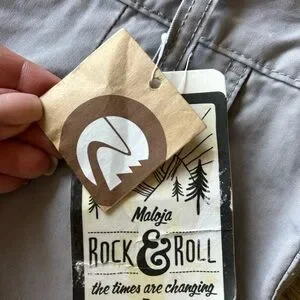 Maloja
ROCK & ROLL
the times are changing